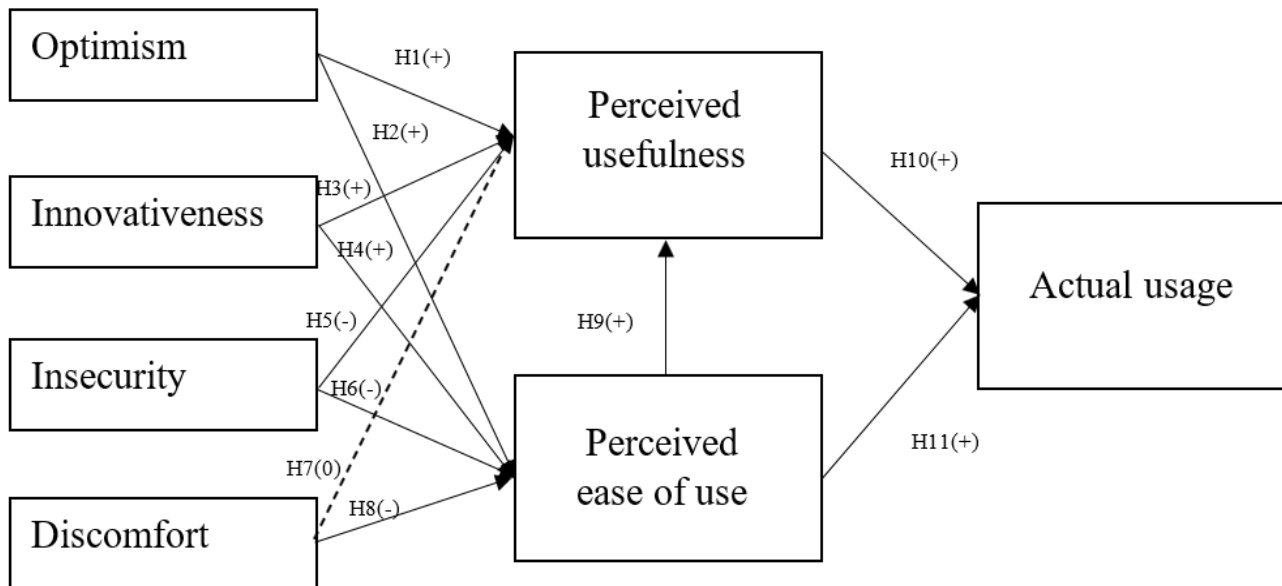 Optimism
H1(+)
Perceived
usefulness
H2(+)
H10(+)
Innovativeness
H3(+)
H4(+)
Actual usage
H5(-)
H9(+)
Insecurity
H6(-)
Perceived
ease of use
H11(+)
H7(0)
H8(-)
Discomfort